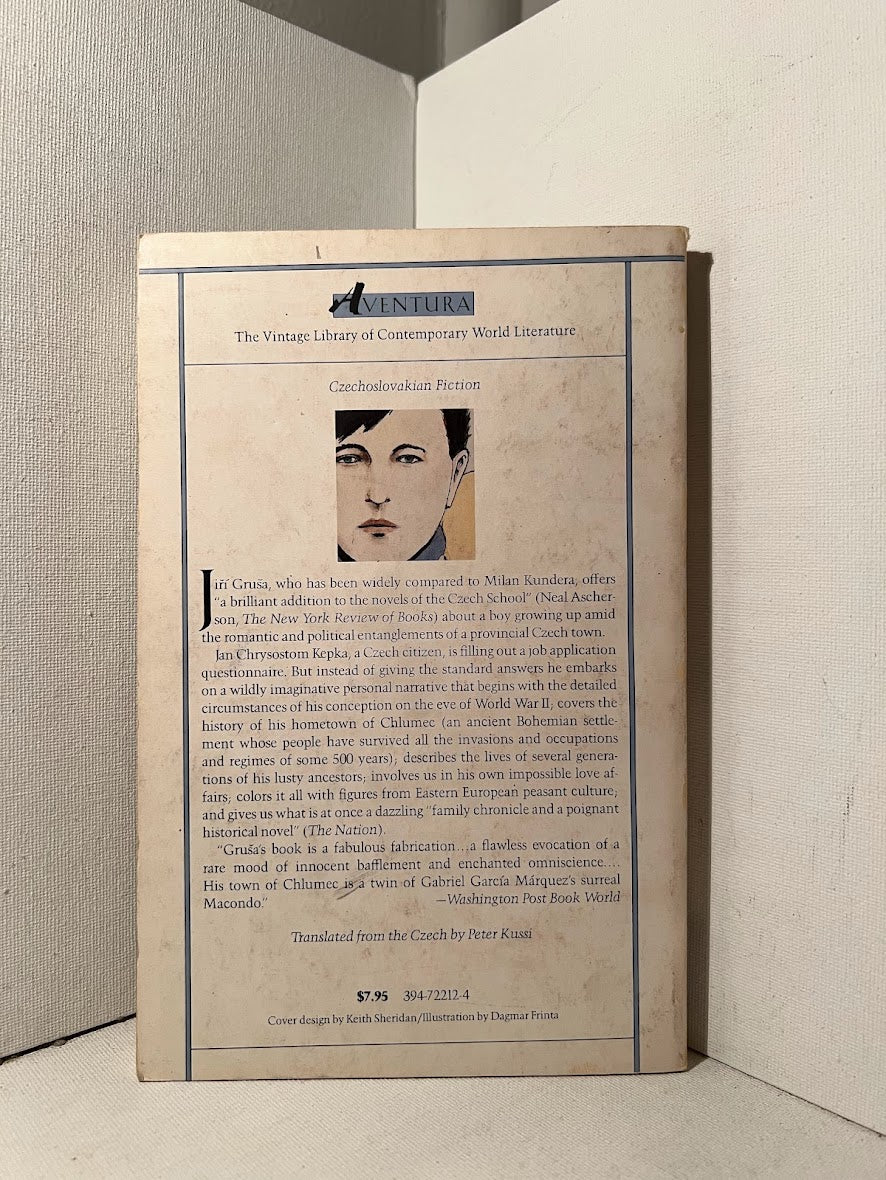 AVENTURA
The Vintage Library of Contemporary World Literature
Czechoslovakian Fiction
Jiří Gruša, who has been widely compared to Milan Kundera, offers
"a brilliant addition to the novels of the Czech School" (Neal Ascher-
son, The New York Review of Books) about a boy growing up amid
the romantic and political entanglements of a provincial Czech town.
Jan Chrysostom Kepka, a Czech citizen, is filling out a job application
questionnaire. But instead of giving the standard answers he embarks
on a wildly imaginative personal narrative that begins with the detailed
circumstances of his conception on the eve of World War II; covers the
history of his hometown of Chlumec (an ancient Bohemian settle-
ment whose people have survived all the invasions and occupations
and regimes of some 500 years); describes the lives of several genera-
tions of his lusty ancestors; involves us in his own impossible love af-
fairs; colors it all with figures from Eastern European peasant culture;
and gives us what is at once a dazzling "family chronicle and a poignant
historical novel" (The Nation).
"Gruša's book is a fabulous fabrication...a flawless evocation of a
rare mood of innocent bafflement and enchanted omniscience....
His town of Chlumec is a twin of Gabriel García Márquez's surreal
Macondo." —Washington Post Book World
Translated from the Czech by Peter Kussi
$7.95 394-72212-4
Cover design by Keith Sheridan/Illustration by Dagmar Frinta